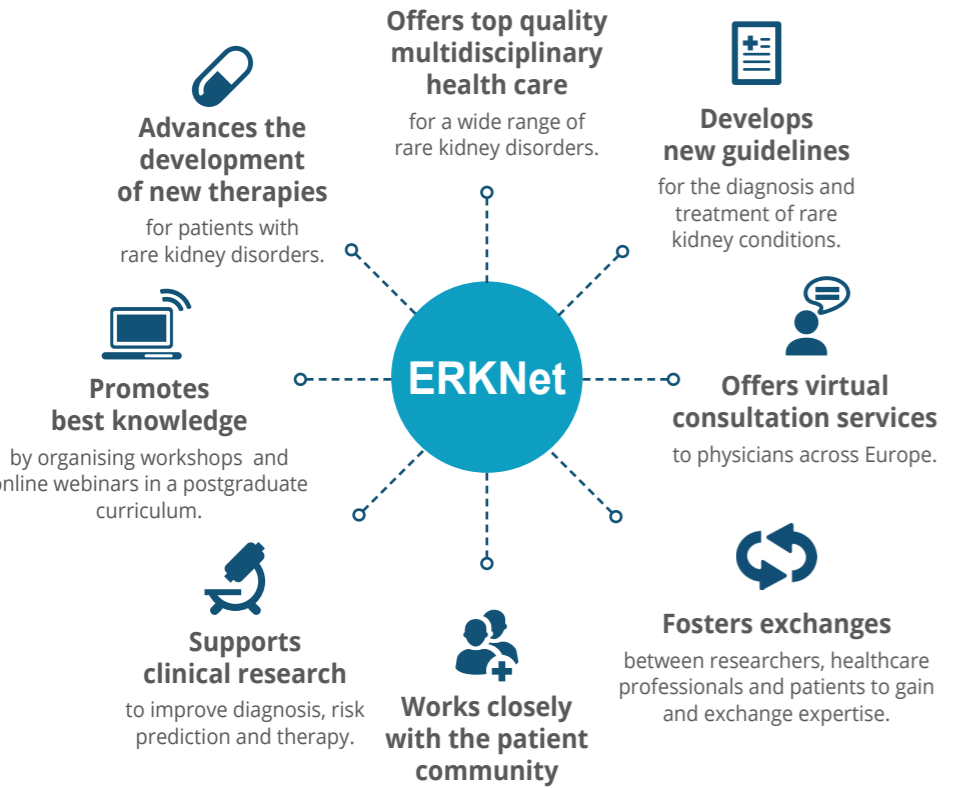 Offers top quality
multidisciplinary
health care
for a wide range of
rare kidney disorders.
Develops
new guidelines
for the diagnosis and
treatment of rare
kidney conditions.
Offers virtual
consultation services
to physicians across Europe.
Fosters exchanges
between researchers, healthcare
professionals and patients to gain
and exchange expertise.
Works closely
with the patient
community
Supports
clinical research
to improve diagnosis, risk
prediction and therapy.
Promotes
best knowledge
by organising workshops  and
online webinars in a postgraduate
curriculum.
Advances the
development
of new therapies
for patients with
rare kidney disorders.
ERKNet